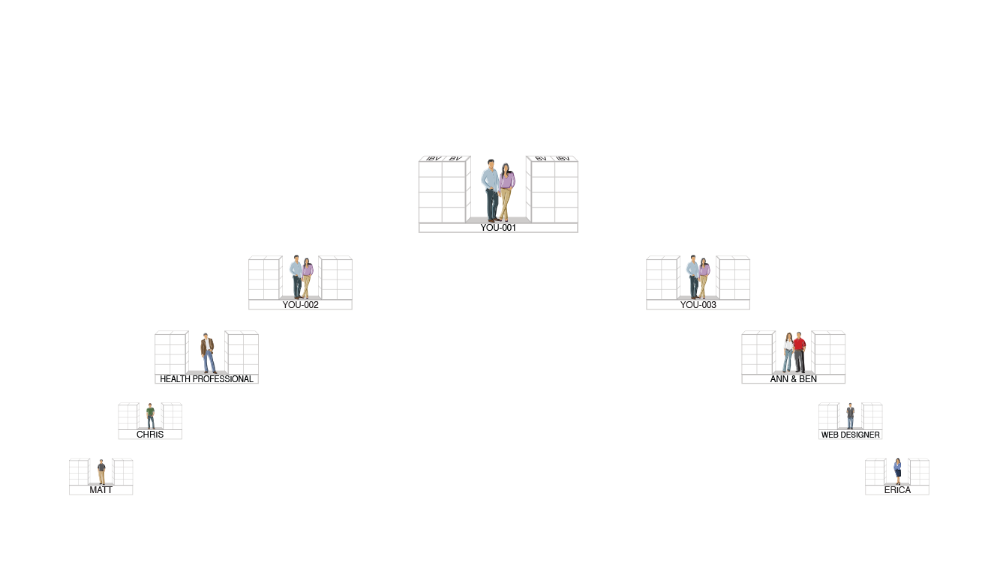 IBV BV BV IBV
YOU-001
YOU-002 YOU-003
HEALTH PROFESSIONAL ANN & BEN
CHRIS WEB DESIGNER
MATT ERICA